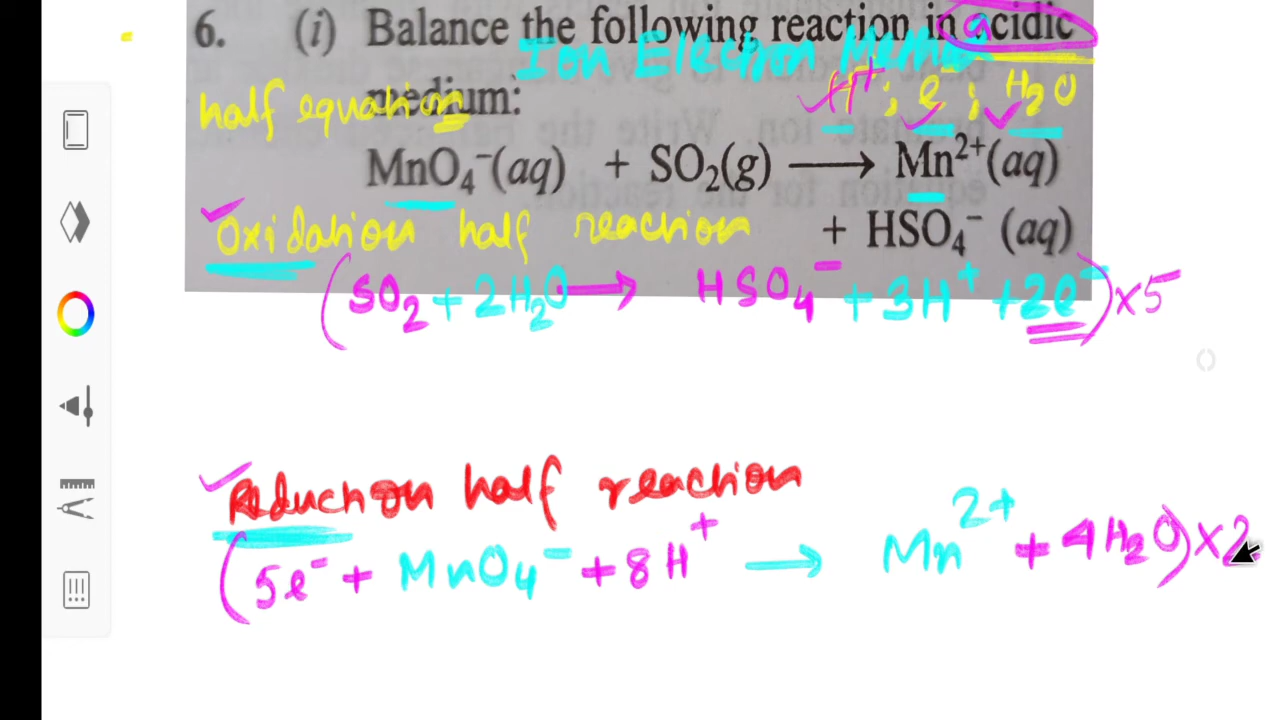 6. (i) Balance the following reaction in acidic
Ion Electron Method
medium:
half equation
H⁺ ; e⁻ ; H₂O
MnO₄⁻(aq) + SO₂(g) ⟶ Mn²⁺(aq)
+ HSO₄⁻ (aq)
Oxidation half reaction
(SO₂ + 2H₂O ⟶ HSO₄⁻ + 3H⁺ + 2e⁻) ×5
Reduction half reaction
(5e⁻ + MnO₄⁻ + 8H⁺ ⟶ Mn²⁺ + 4H₂O) ×2